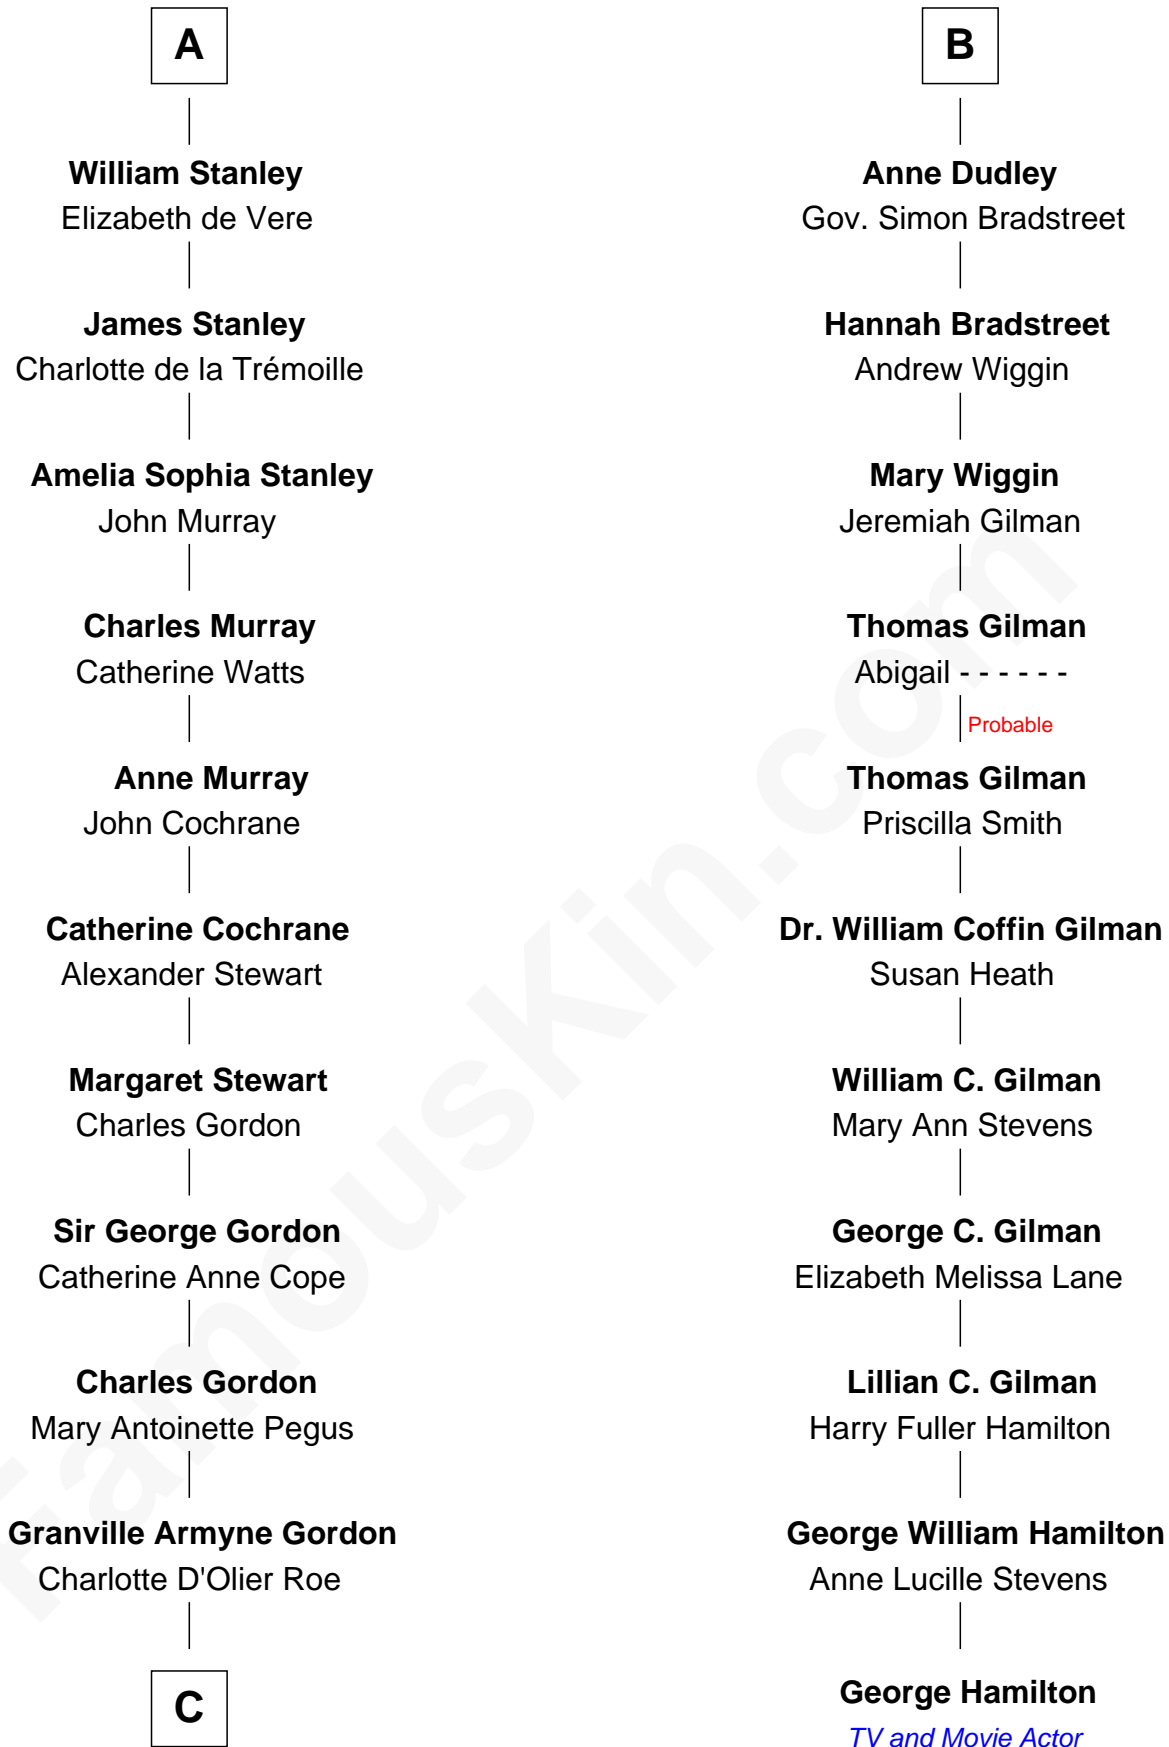 A
William Stanley
Elizabeth de Vere
James Stanley
Charlotte de la Trémoille
Amelia Sophia Stanley
John Murray
Charles Murray
Catherine Watts
Anne Murray
John Cochrane
Catherine Cochrane
Alexander Stewart
Margaret Stewart
Charles Gordon
Sir George Gordon
Catherine Anne Cope
Charles Gordon
Mary Antoinette Pegus
Granville Armyne Gordon
Charlotte D'Olier Roe
C
B
Anne Dudley
Gov. Simon Bradstreet
Hannah Bradstreet
Andrew Wiggin
Mary Wiggin
Jeremiah Gilman
Thomas Gilman
Abigail - - - - - -
Probable
Thomas Gilman
Priscilla Smith
Dr. William Coffin Gilman
Susan Heath
William C. Gilman
Mary Ann Stevens
George C. Gilman
Elizabeth Melissa Lane
Lillian C. Gilman
Harry Fuller Hamilton
George William Hamilton
Anne Lucille Stevens
George Hamilton
TV and Movie Actor
FamousKin.com